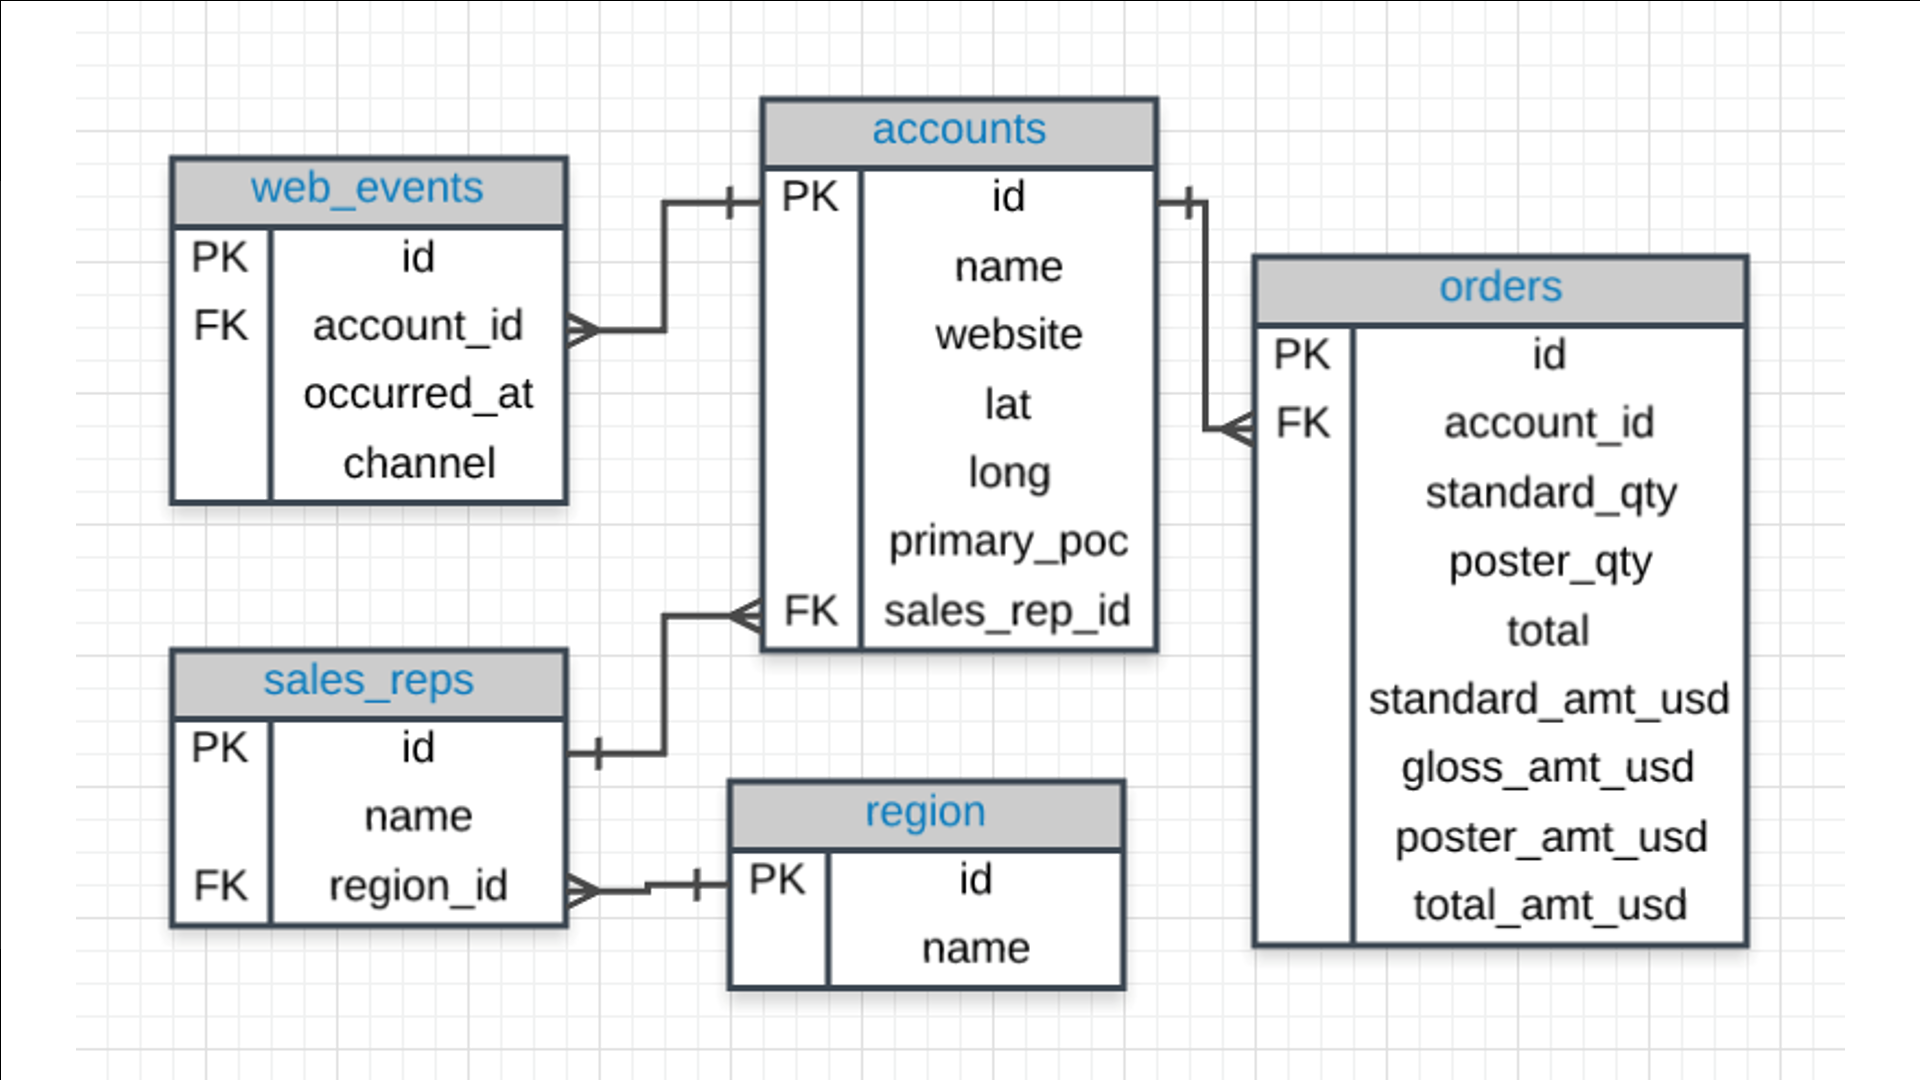 web_events
PK id
FK account_id
occurred_at
channel
accounts
PK id
name
website
lat
long
primary_poc
FK sales_rep_id
orders
PK id
FK account_id
standard_qty
poster_qty
total
standard_amt_usd
gloss_amt_usd
poster_amt_usd
total_amt_usd
sales_reps
PK id
name
FK region_id
region
PK id
name